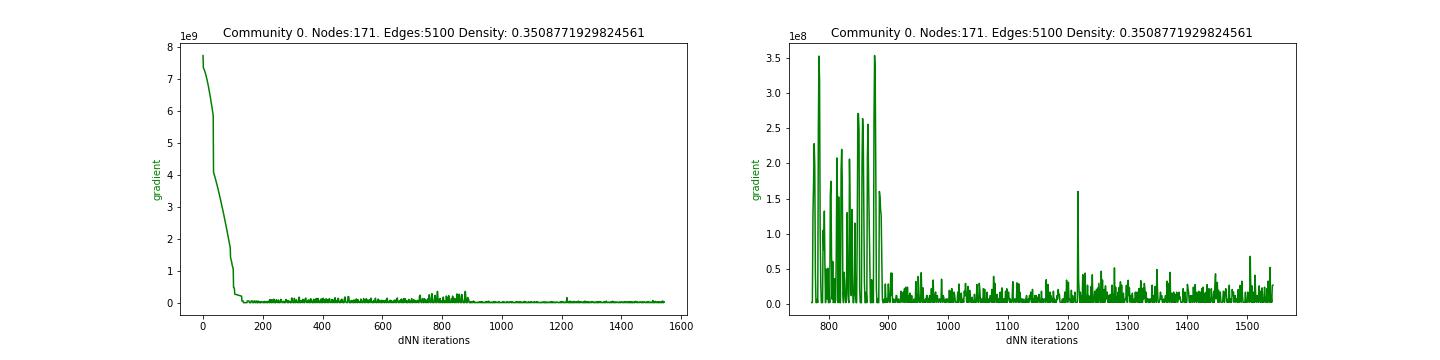 Community 0. Nodes:171. Edges:5100 Density: 0.3508771929824561
1e9
8
7
6
5
4
3
2
1
0
gradient
0 200 400 600 800 1000 1200 1400 1600
dNN iterations
Community 0. Nodes:171. Edges:5100 Density: 0.3508771929824561
1e8
3.5
3.0
2.5
2.0
1.5
1.0
0.5
0.0
gradient
800 900 1000 1100 1200 1300 1400 1500
dNN iterations